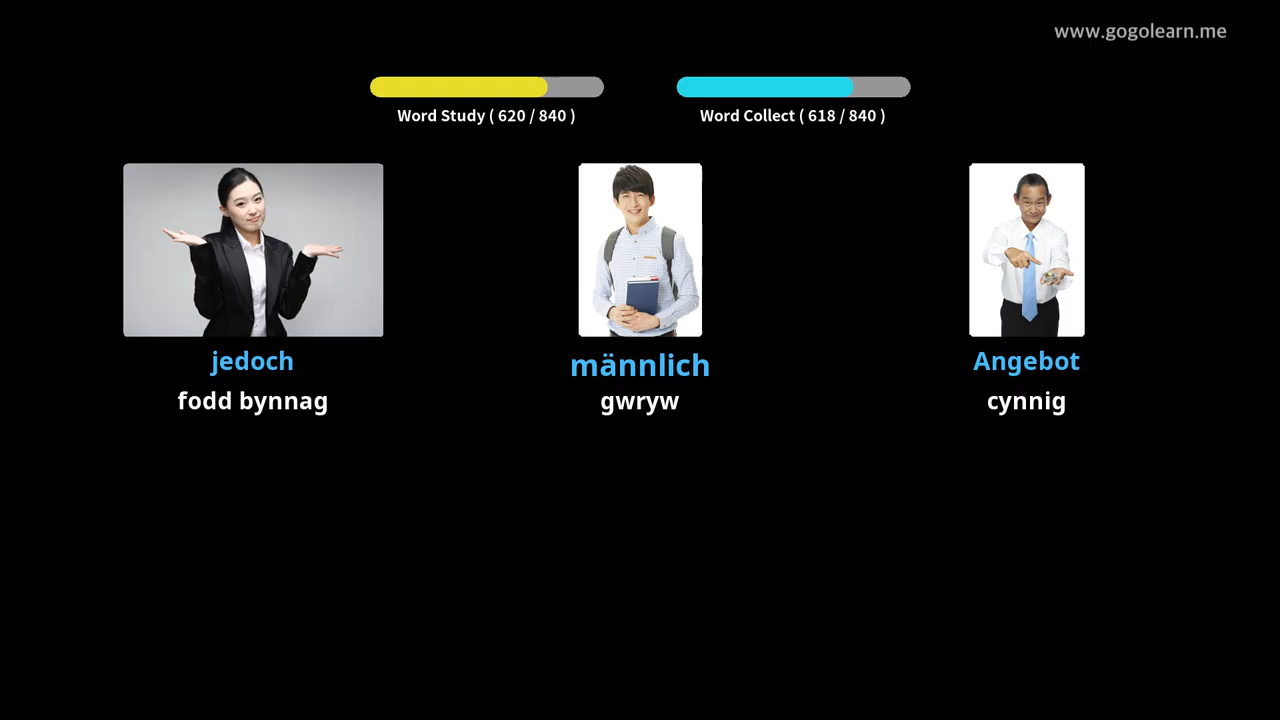 www.gogolearn.me
Word Study ( 620 / 840 )
Word Collect ( 618 / 840 )
jedoch
männlich
Angebot
fodd bynnag
gwryw
cynnig